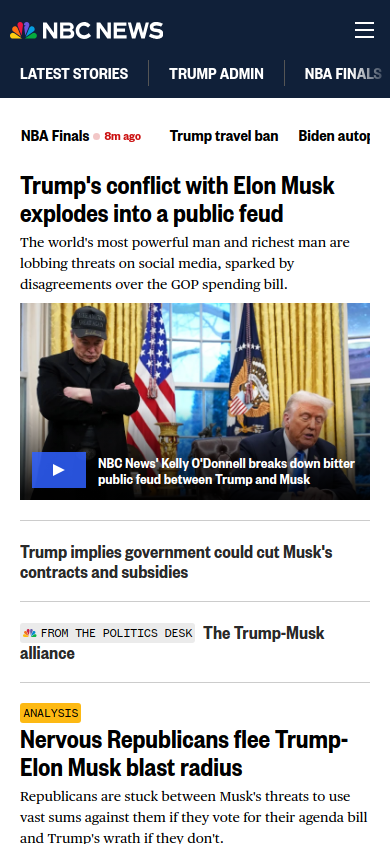 NBC NEWS
LATEST STORIES TRUMP ADMIN NBA FINALS
NBA Finals 8m ago Trump travel ban Biden autop
Trump's conflict with Elon Musk
explodes into a public feud
The world's most powerful man and richest man are
lobbing threats on social media, sparked by
disagreements over the GOP spending bill.
NBC News' Kelly O'Donnell breaks down bitter
public feud between Trump and Musk
Trump implies government could cut Musk's
contracts and subsidies
FROM THE POLITICS DESK The Trump-Musk
alliance
ANALYSIS
Nervous Republicans flee Trump-
Elon Musk blast radius
Republicans are stuck between Musk's threats to use
vast sums against them if they vote for their agenda bill
and Trump's wrath if they don't.